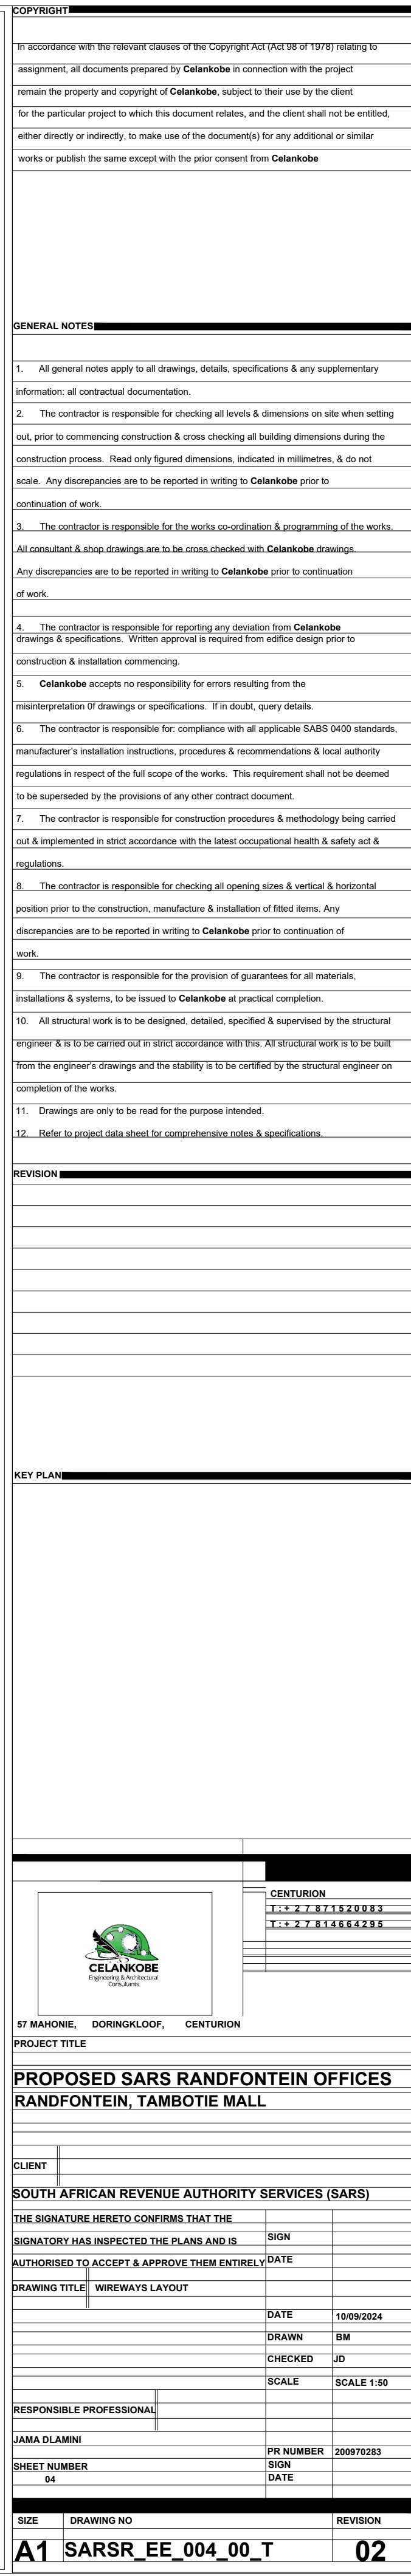 COPYRIGHT
In accordance with the relevant clauses of the Copyright Act (Act 98 of 1978) relating to
assignment, all documents prepared by Celankobe in connection with the project
remain the property and copyright of Celankobe, subject to their use by the client
for the particular project to which this document relates, and the client shall not be entitled,
either directly or indirectly, to make use of the document(s) for any additional or similar
works or publish the same except with the prior consent from Celankobe
GENERAL NOTES
1. All general notes apply to all drawings, details, specifications & any supplementary
information: all contractual documentation.
2. The contractor is responsible for checking all levels & dimensions on site when setting
out, prior to commencing construction & cross checking all building dimensions during the
construction process. Read only figured dimensions, indicated in millimetres, & do not
scale. Any discrepancies are to be reported in writing to Celankobe prior to
continuation of work.
3. The contractor is responsible for the works co-ordination & programming of the works.
All consultant & shop drawings are to be cross checked with Celankobe drawings.
Any discrepancies are to be reported in writing to Celankobe prior to continuation
of work.
4. The contractor is responsible for reporting any deviation from Celankobe
drawings & specifications. Written approval is required from edifice design prior to
construction & installation commencing.
5. Celankobe accepts no responsibility for errors resulting from the
misinterpretation 0f drawings or specifications. If in doubt, query details.
6. The contractor is responsible for: compliance with all applicable SABS 0400 standards,
manufacturer's installation instructions, procedures & recommendations & local authority
regulations in respect of the full scope of the works. This requirement shall not be deemed
to be superseded by the provisions of any other contract document.
7. The contractor is responsible for construction procedures & methodology being carried
out & implemented in strict accordance with the latest occupational health & safety act &
regulations.
8. The contractor is responsible for checking all opening sizes & vertical & horizontal
position prior to the construction, manufacture & installation of fitted items. Any
discrepancies are to be reported in writing to Celankobe prior to continuation of
work.
9. The contractor is responsible for the provision of guarantees for all materials,
installations & systems, to be issued to Celankobe at practical completion.
10. All structural work is to be designed, detailed, specified & supervised by the structural
engineer & is to be carried out in strict accordance with this. All structural work is to be built
from the engineer's drawings and the stability is to be certified by the structural engineer on
completion of the works.
11. Drawings are only to be read for the purpose intended.
12. Refer to project data sheet for comprehensive notes & specifications.
REVISION
KEY PLAN
CENTURION
T : + 2 7 8 7 1 5 2 0 0 8 3
T : + 2 7 8 1 4 6 6 4 2 9 5
CELANKOBE
Engineering & Architectural
Consultants
57 MAHONIE, DORINGKLOOF, CENTURION
PROJECT TITLE
PROPOSED SARS RANDFONTEIN OFFICES
RANDFONTEIN, TAMBOTIE MALL
CLIENT
SOUTH AFRICAN REVENUE AUTHORITY SERVICES (SARS)
THE SIGNATURE HERETO CONFIRMS THAT THE
SIGNATORY HAS INSPECTED THE PLANS AND IS
AUTHORISED TO ACCEPT & APPROVE THEM ENTIRELY
SIGN
DATE
DRAWING TITLE WIREWAYS LAYOUT
DATE 10/09/2024
DRAWN BM
CHECKED JD
SCALE SCALE 1:50
RESPONSIBLE PROFESSIONAL
JAMA DLAMINI
PR NUMBER 200970283
SHEET NUMBER
04
SIGN
DATE
SIZE DRAWING NO REVISION
A1 SARSR_EE_004_00_T 02